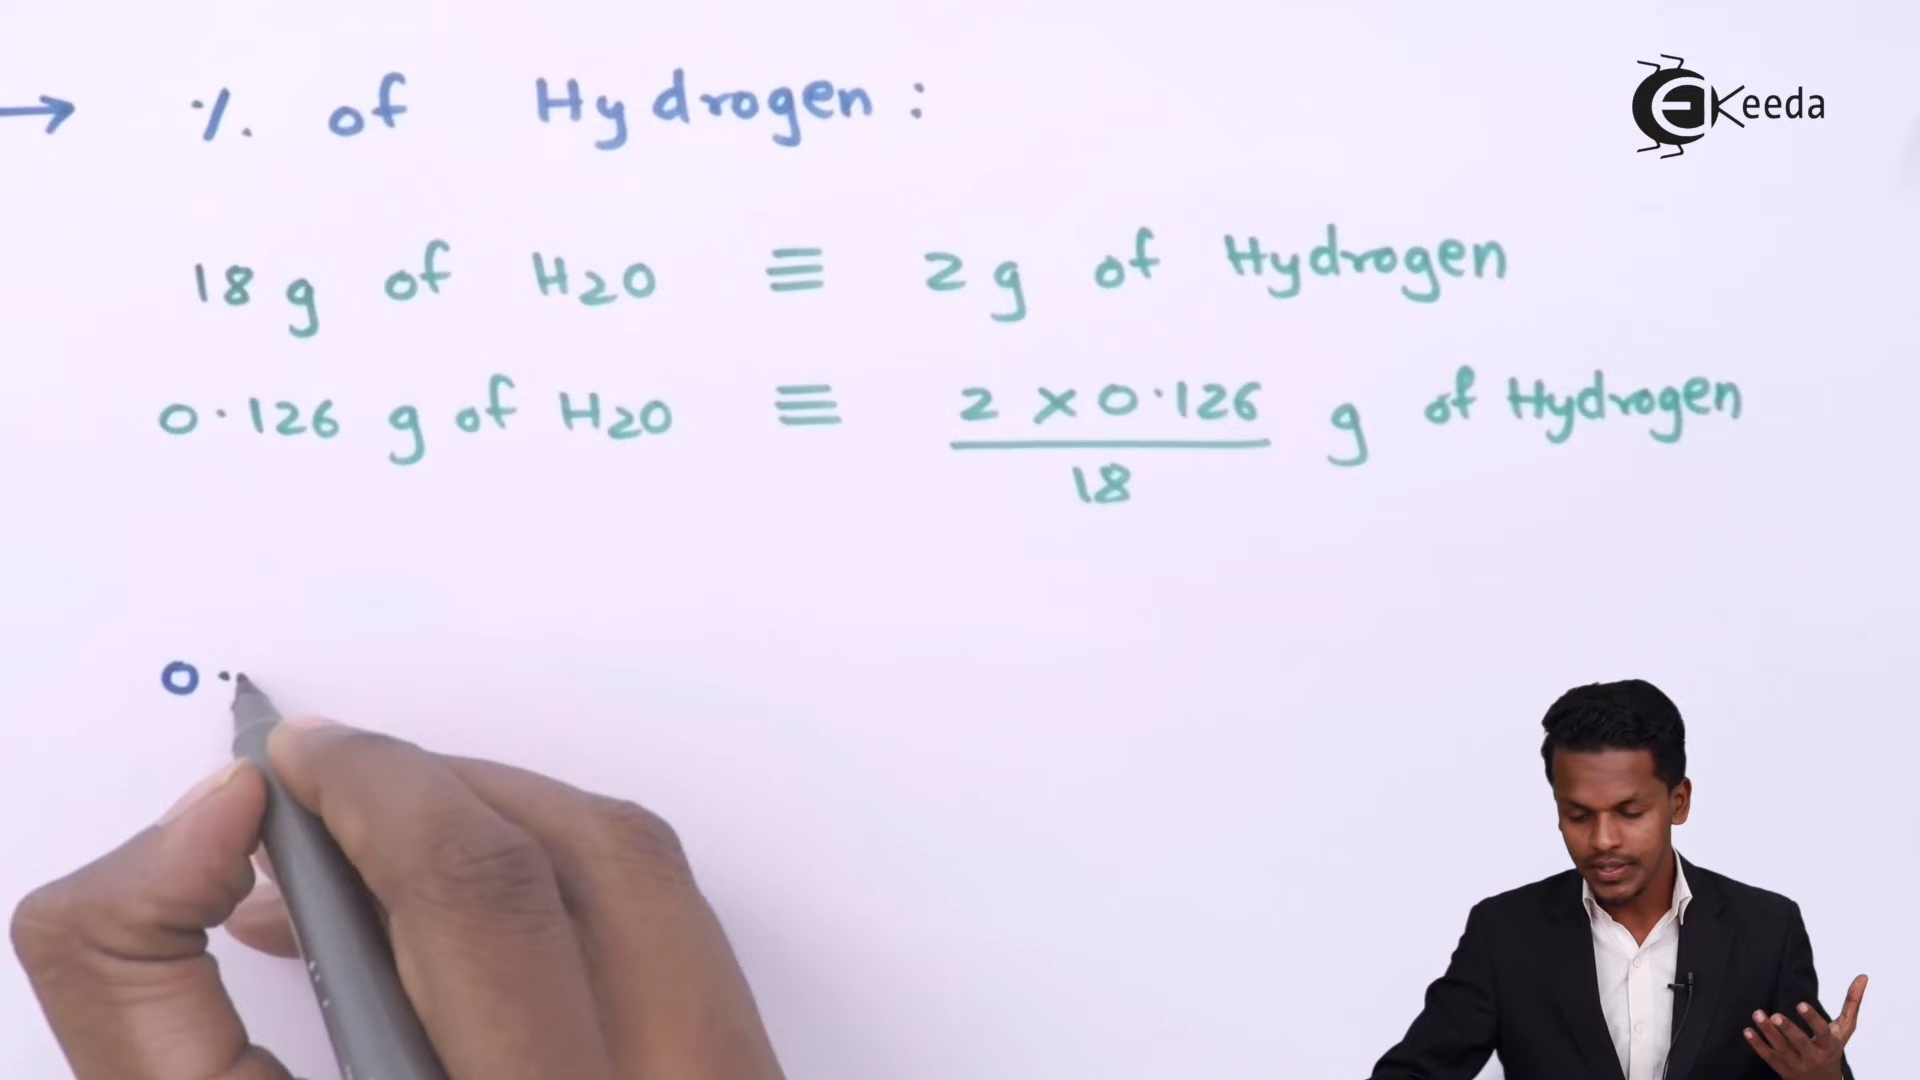 → % of Hydrogen :
Keeda
18 g of H2O ≡ 2 g of Hydrogen
0.126 g of H2O ≡ 2 × 0.126 g of Hydrogen
18
0.